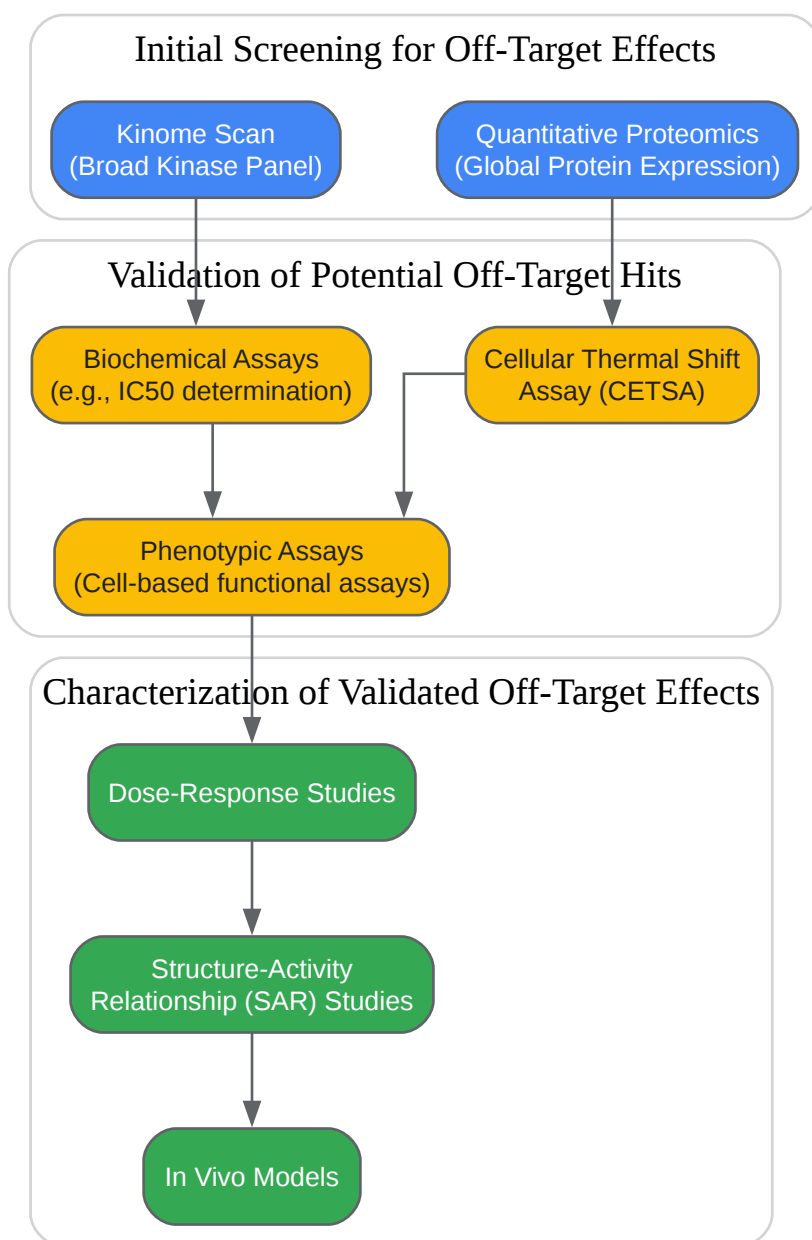 Initial Screening for Off-Target Effects
Kinome Scan
(Broad Kinase Panel)
Quantitative Proteomics
(Global Protein Expression)
Validation of Potential Off-Target Hits
Biochemical Assays
(e.g., IC50 determination)
Cellular Thermal Shift
Assay (CETSA)
Phenotypic Assays
(Cell-based functional assays)
Characterization of Validated Off-Target Effects
Dose-Response Studies
Structure-Activity
Relationship (SAR) Studies
In Vivo Models